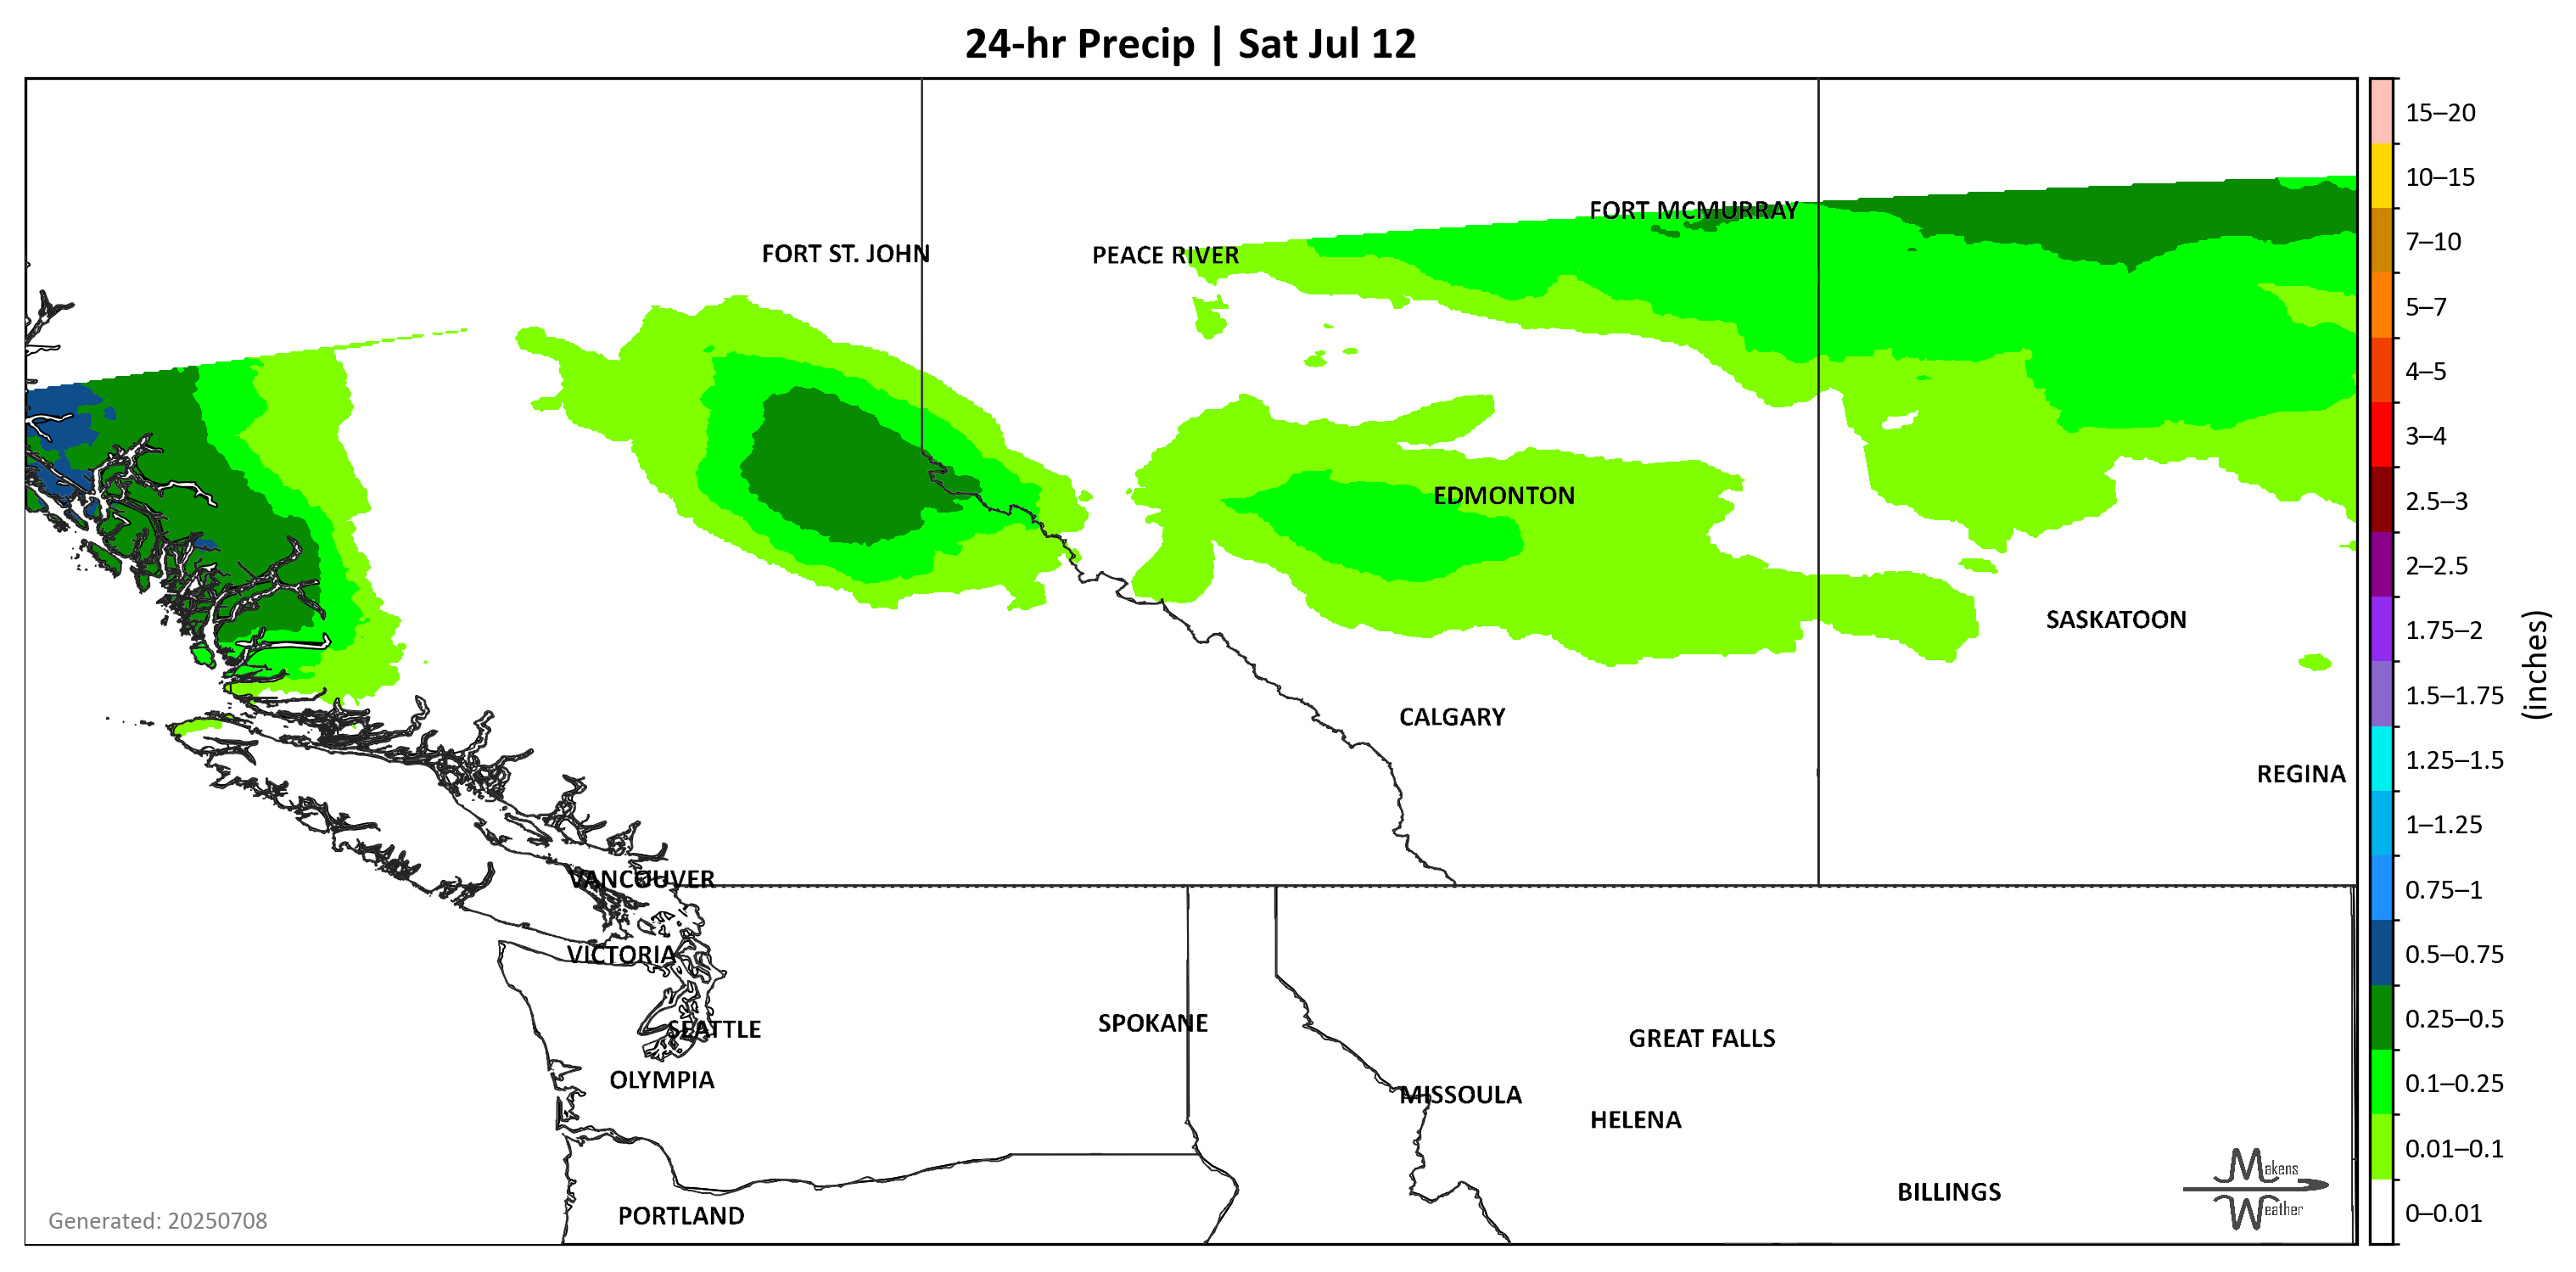 24-hr Precip | Sat Jul 12
FORT MCMURRAY
FORT ST. JOHN
PEACE RIVER
EDMONTON
SASKATOON
CALGARY
REGINA
VANCOUVER
VICTORIA
SEATTLE
SPOKANE
GREAT FALLS
OLYMPIA
MISSOULA
HELENA
BILLINGS
PORTLAND
Generated: 20250708
Makens
Weather
15–20
10–15
7–10
5–7
4–5
3–4
2.5–3
2–2.5
1.75–2
1.5–1.75
1.25–1.5
1–1.25
0.75–1
0.5–0.75
0.25–0.5
0.1–0.25
0.01–0.1
0–0.01
(inches)